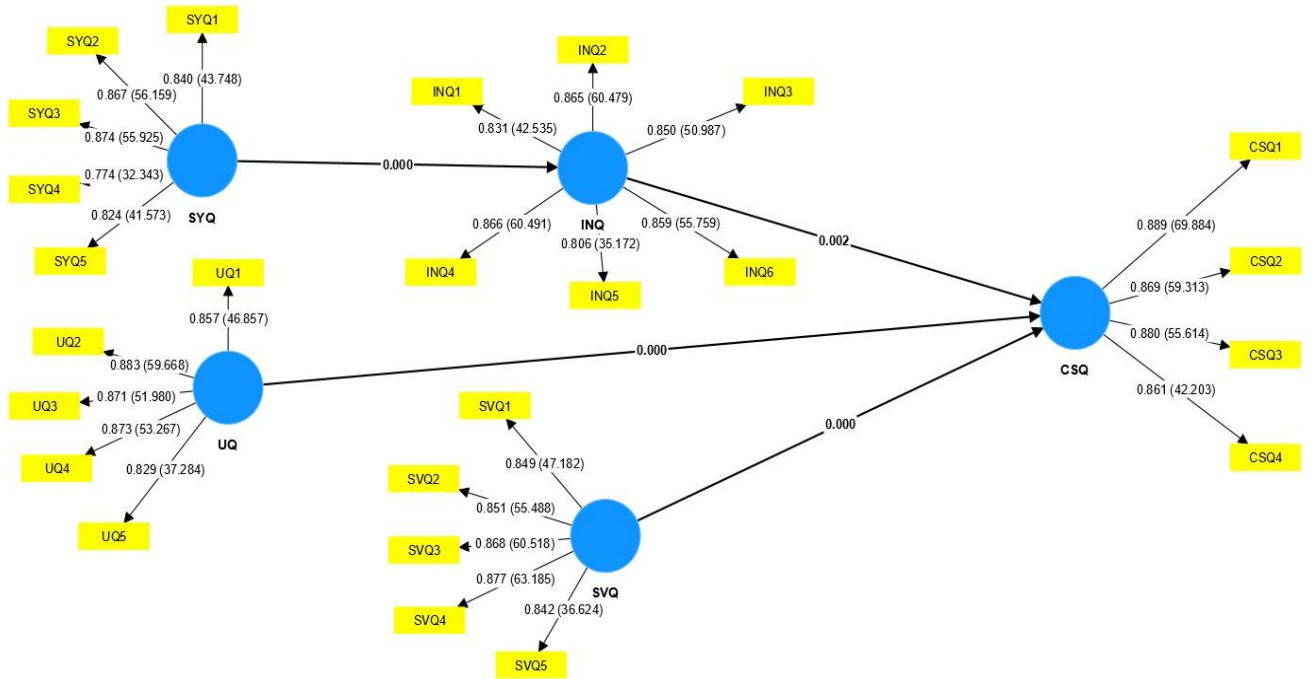 SYQ1
SYQ2
0.840 (43.748)
0.867 (56.159)
SYQ3
0.874 (55.925)
SYQ4
0.774 (32.343)
0.824 (41.573)
SYQ5
SYQ
0.000
INQ2
INQ1
INQ3
0.865 (60.479)
0.831 (42.535)
0.850 (50.987)
INQ
0.866 (60.491)
0.859 (55.759)
0.806 (35.172)
INQ4
INQ5
INQ6
0.002
UQ1
0.857 (46.857)
UQ2
0.883 (59.668)
UQ3
0.871 (51.980)
0.873 (53.267)
UQ4
0.829 (37.284)
UQ5
UQ
0.000
SVQ1
0.849 (47.182)
SVQ2
0.851 (55.488)
SVQ3
0.868 (60.518)
0.877 (63.185)
SVQ4
0.842 (36.624)
SVQ5
SVQ
0.000
CSQ1
0.889 (69.884)
CSQ2
0.869 (59.313)
0.880 (55.614)
CSQ3
0.861 (42.203)
CSQ4
CSQ